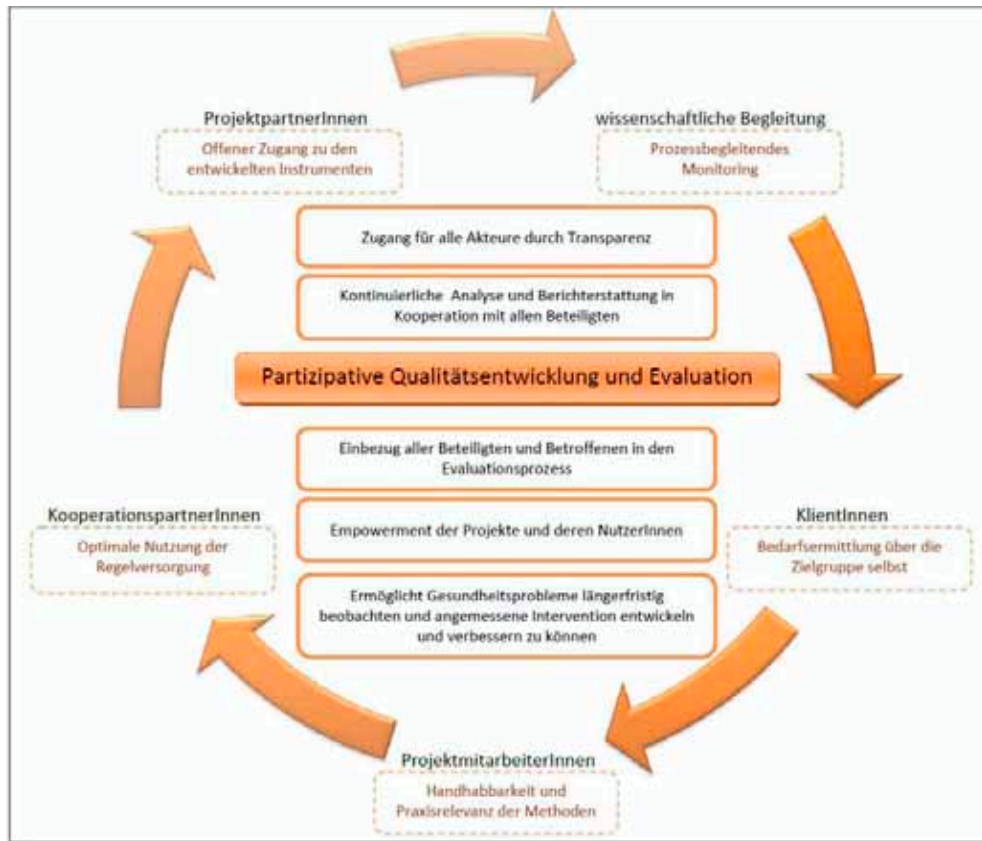 ProjektpartnerInnen
Offener Zugang zu den
entwickelten Instrumenten
wissenschaftliche Begleitung
Prozessbegleitendes
Monitoring
Zugang für alle Akteure durch Transparenz
Kontinuierliche Analyse und Berichterstattung in
Kooperation mit allen Beteiligten
Partizipative Qualitätsentwicklung und Evaluation
Einbezug aller Beteiligten und Betroffenen in den
Evaluationsprozess
Empowerment der Projekte und deren NutzerInnen
Ermöglicht Gesundheitsprobleme längerfristig
beobachten und angemessene Intervention entwickeln
und verbessern zu können
KooperationspartnerInnen
Optimale Nutzung der
Regelversorgung
KlientInnen
Bedarfsermittlung über die
Zielgruppe selbst
ProjektmitarbeiterInnen
Handhabbarkeit und
Praxisrelevanz der Methoden